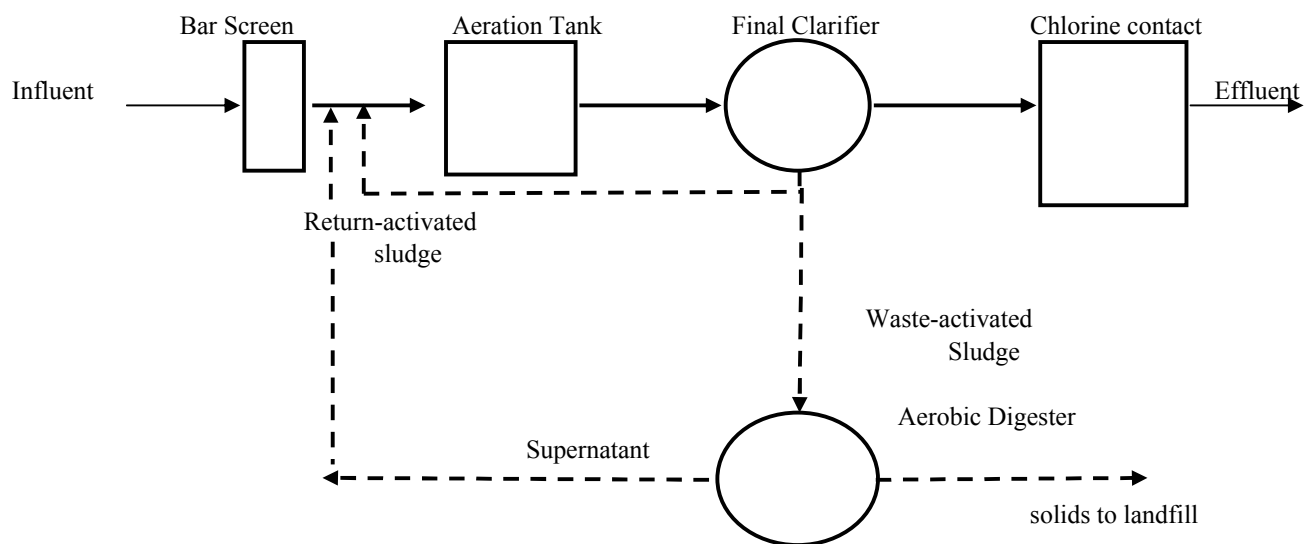 Bar Screen
Aeration Tank
Final Clarifier
Chlorine contact
Influent
Effluent
Return-activated
sludge
Waste-activated
Sludge
Aerobic Digester
Supernatant
solids to landfill